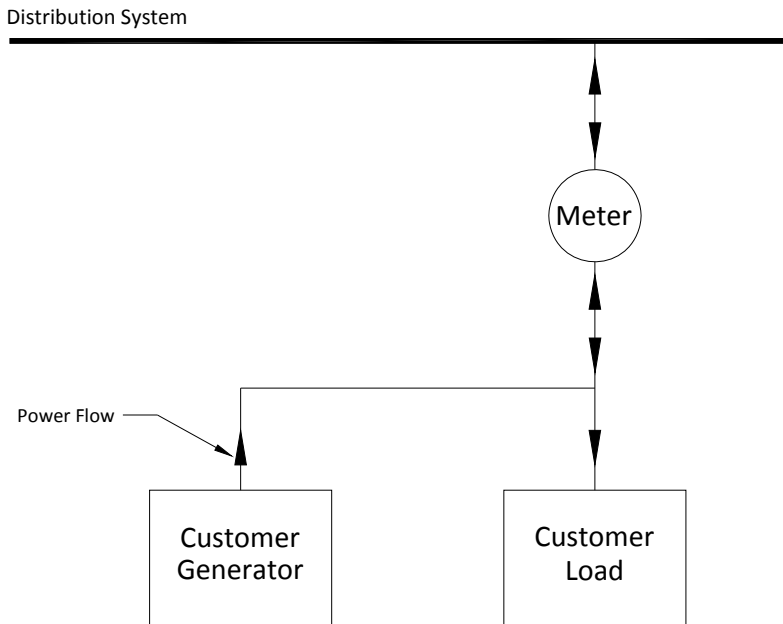 Distribution System
Meter
Power Flow
Customer
Generator
Customer
Load